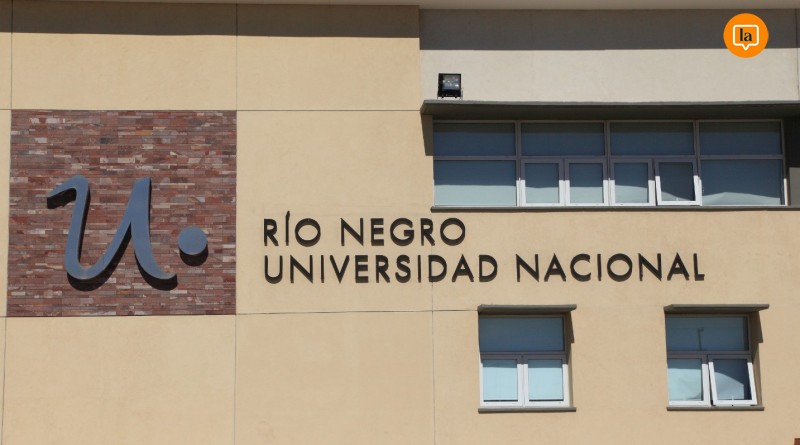 la
u.
RÍO NEGRO
UNIVERSIDAD NACIONAL